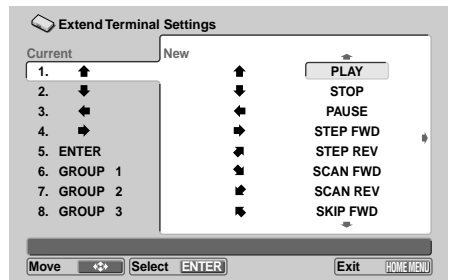 Extend Terminal Settings
Current New
1. ⬆ ⬆ PLAY
2. ⬇ ⬇ STOP
3. ⬅ ⬅ PAUSE
4. ➡ ➡ STEP FWD
5. ENTER ⬈ STEP REV
6. GROUP 1 ⬉ SCAN FWD
7. GROUP 2 ⬋ SCAN REV
8. GROUP 3 ⬉ SKIP FWD
Move Select ENTER Exit HOME MENU